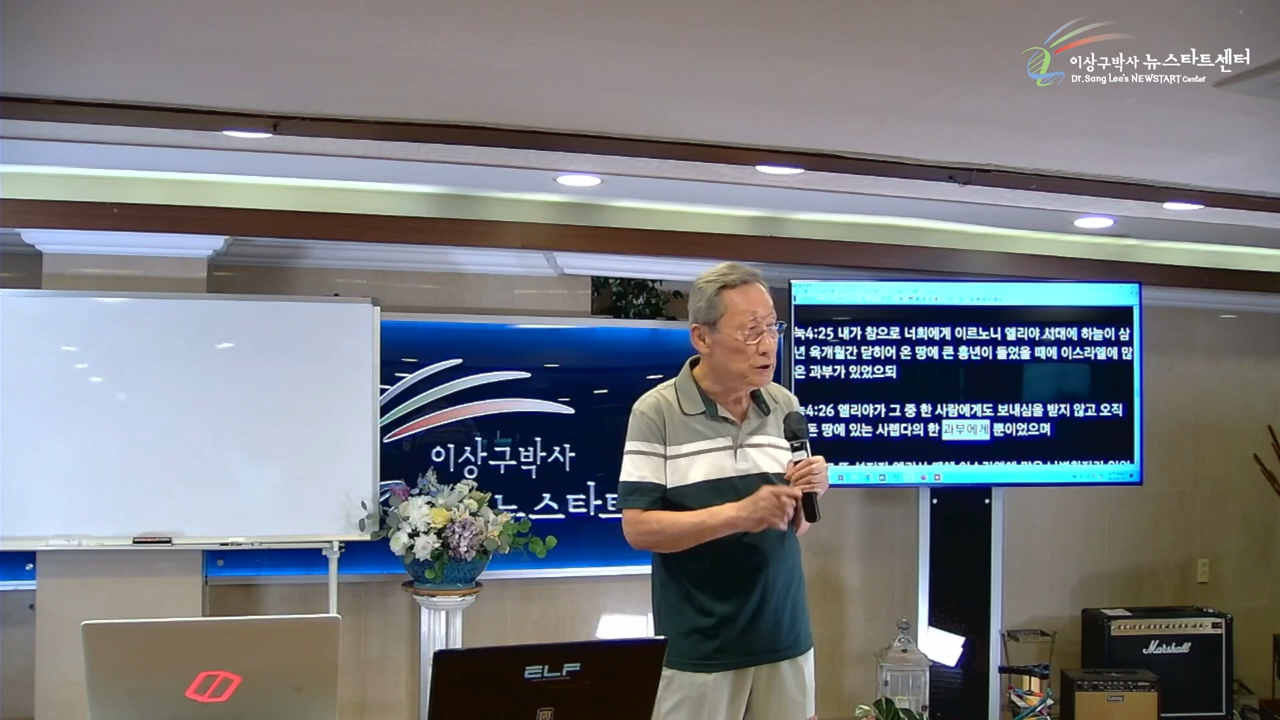 이상구박사 뉴스타트센터
Dr. Sang Lee's NEWSTART Center
눅4:25 내가 참으로 너희에게 이르노니 엘리야 시대에 하늘이 삼
년 육개월간 닫히어 온 땅에 큰 흉년이 들었을 때에 이스라엘에 많
은 과부가 있었으되
눅4:26 엘리야가 그 중 한 사람에게도 보내심을 받지 않고 오직
돈 땅에 있는 사렙다의 한 과부에게 뿐이었으며
이상구박사
뉴스타트
ELF
Marshall
Laney